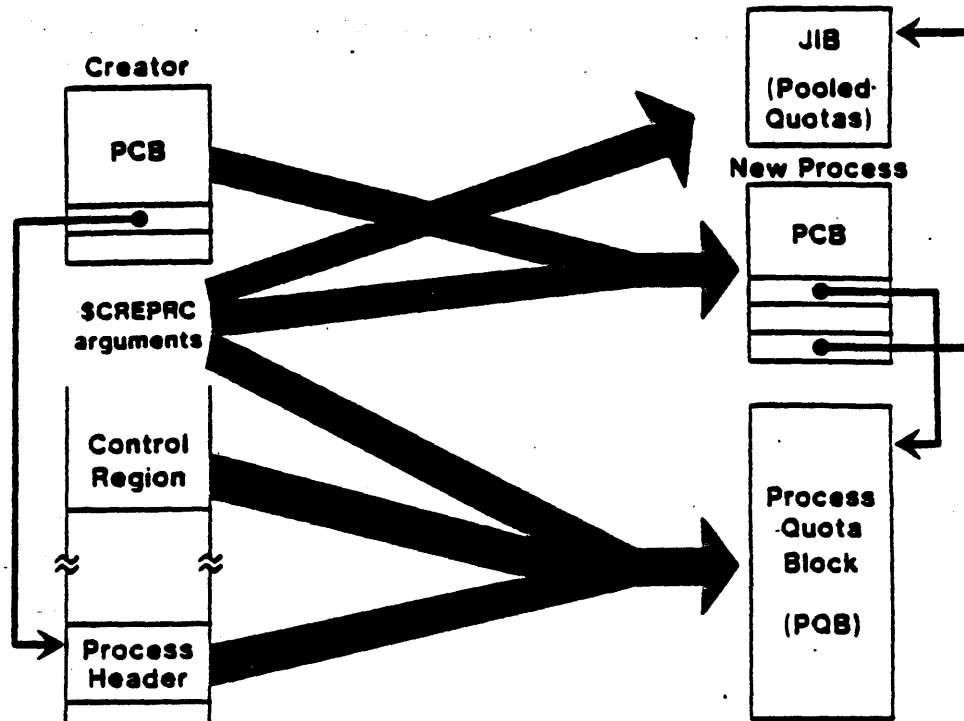 Creator
PCB
$CREPRC
arguments
Control
Region
Process
Header
JIB
(Pooled-
Quotas)
New Process
PCB
Process
Quota
Block
(PQB)